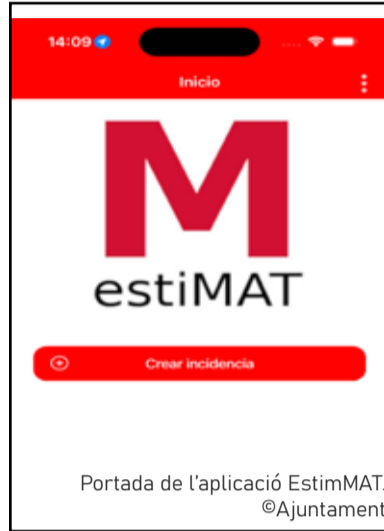 14:09
Inicio
M
estiMAT
Crear incidencia
Portada de l'aplicació EstimMAT.
©Ajuntament